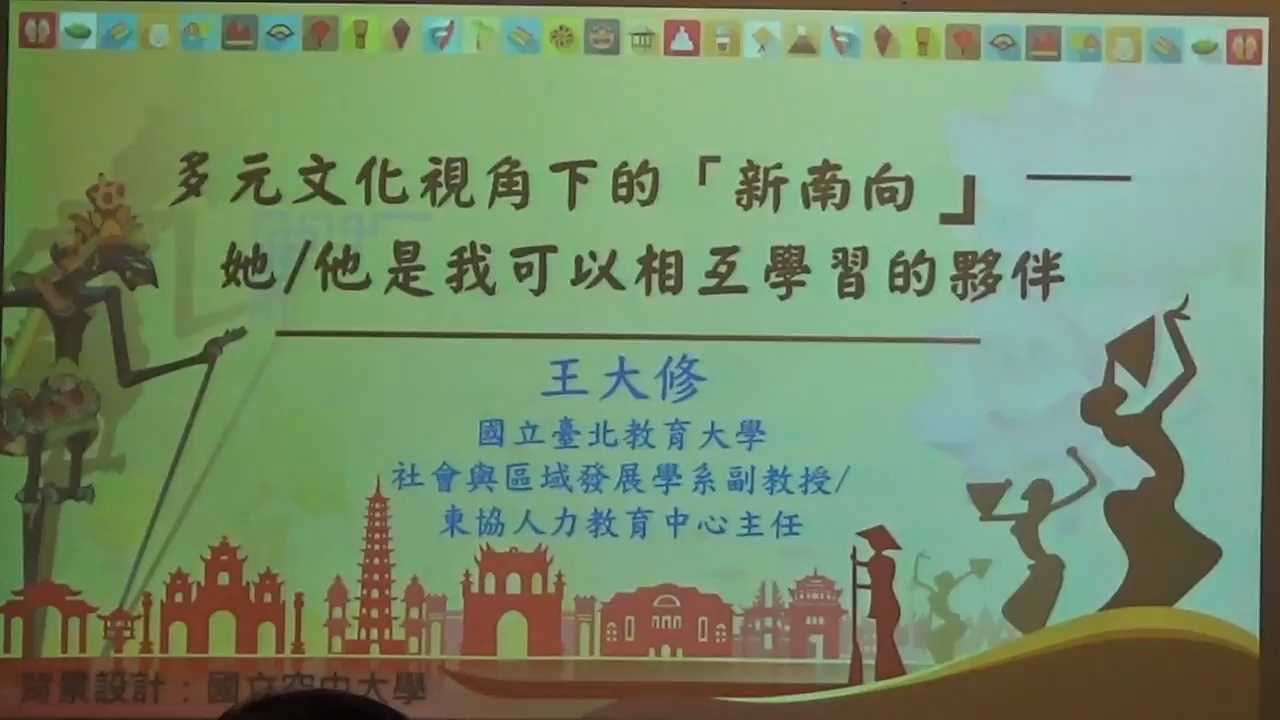 多元文化視角下的「新南向」——
她/他是我可以相互學習的夥伴
王大修
國立臺北教育大學
社會與區域發展學系副教授/
東協人力教育中心主任
背景設計：國立空中大學